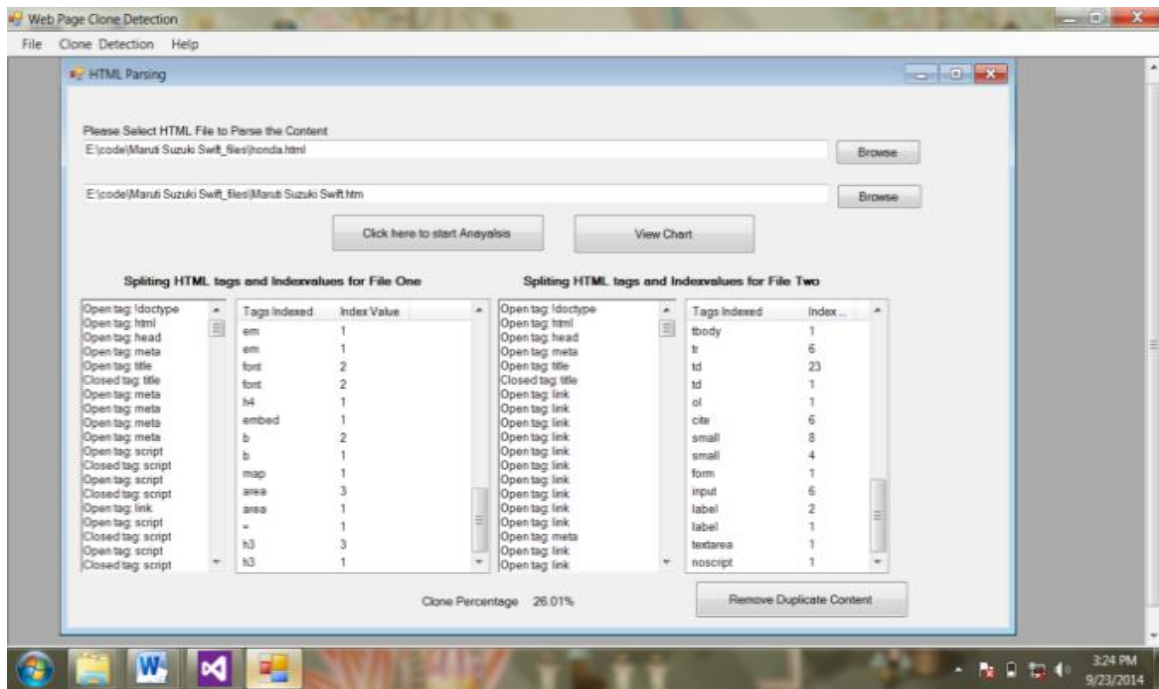 Web Page Clone Detection
File Clone Detection Help
HTML Parsing
Please Select HTML File to Parse the Content
E:\code\Maruti Suzuki Swift_files\honda.html
Browse
E:\code\Maruti Suzuki Swift_files\Maruti Suzuki Swift.htm
Browse
Click here to start Anayalsis
View Chart
Spliting HTML tags and Indexvalues for File One
Open tag: !doctype
Open tag: html
Open tag: head
Open tag: meta
Open tag: title
Closed tag: title
Open tag: meta
Open tag: meta
Open tag: meta
Open tag: meta
Open tag: script
Closed tag: script
Open tag: script
Closed tag: script
Open tag: link
Open tag: script
Closed tag: script
Open tag: script
Closed tag: script
Tags Indexed Index Value
em 1
em 1
font 2
font 2
h4 1
embed 1
b 2
b 1
map 1
area 3
area 1
= 1
h3 3
h3 1
Spliting HTML tags and Indexvalues for File Two
Open tag: !doctype
Open tag: html
Open tag: head
Open tag: meta
Open tag: title
Closed tag: title
Open tag: link
Open tag: link
Open tag: link
Open tag: link
Open tag: link
Open tag: link
Open tag: link
Open tag: link
Open tag: link
Open tag: link
Open tag: meta
Open tag: link
Open tag: link
Tags Indexed Index ...
tbody 1
tr 6
td 23
td 1
ol 1
cite 6
small 8
small 4
form 1
input 6
label 2
label 1
textarea 1
noscript 1
Clone Percentage 26.01%
Remove Duplicate Content
3:24 PM
9/23/2014